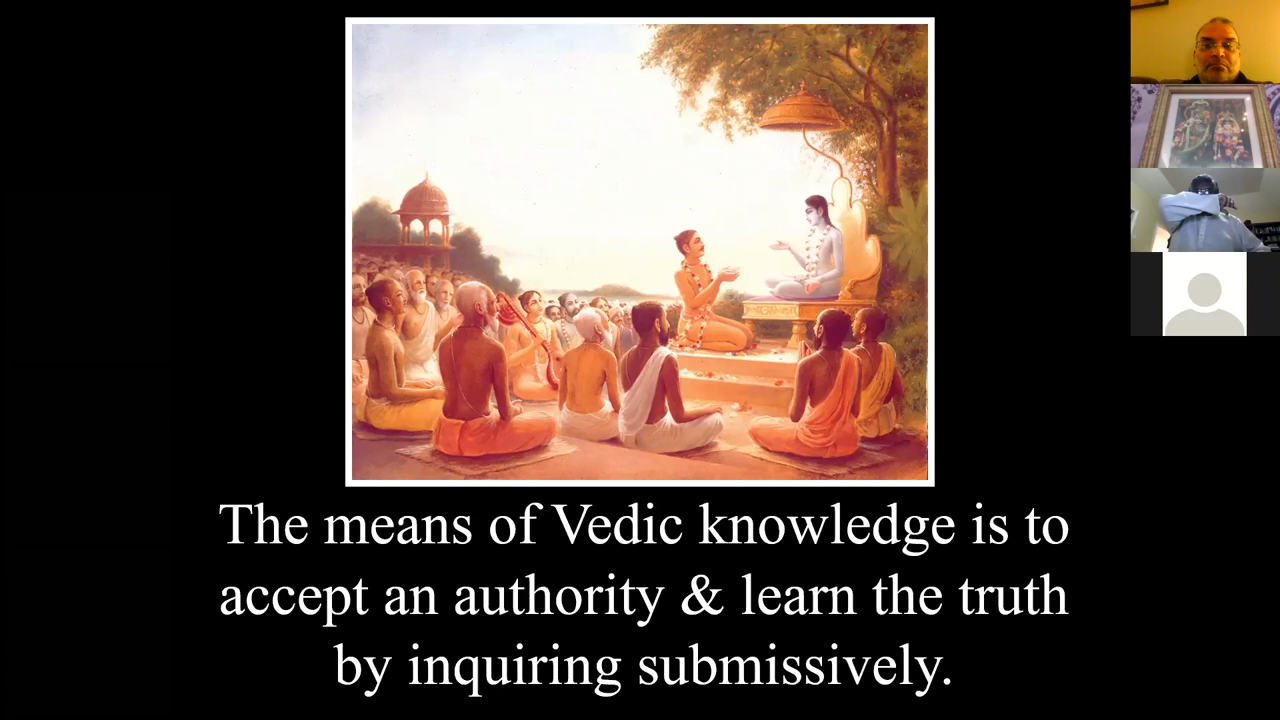 The means of Vedic knowledge is to
accept an authority & learn the truth
by inquiring submissively.